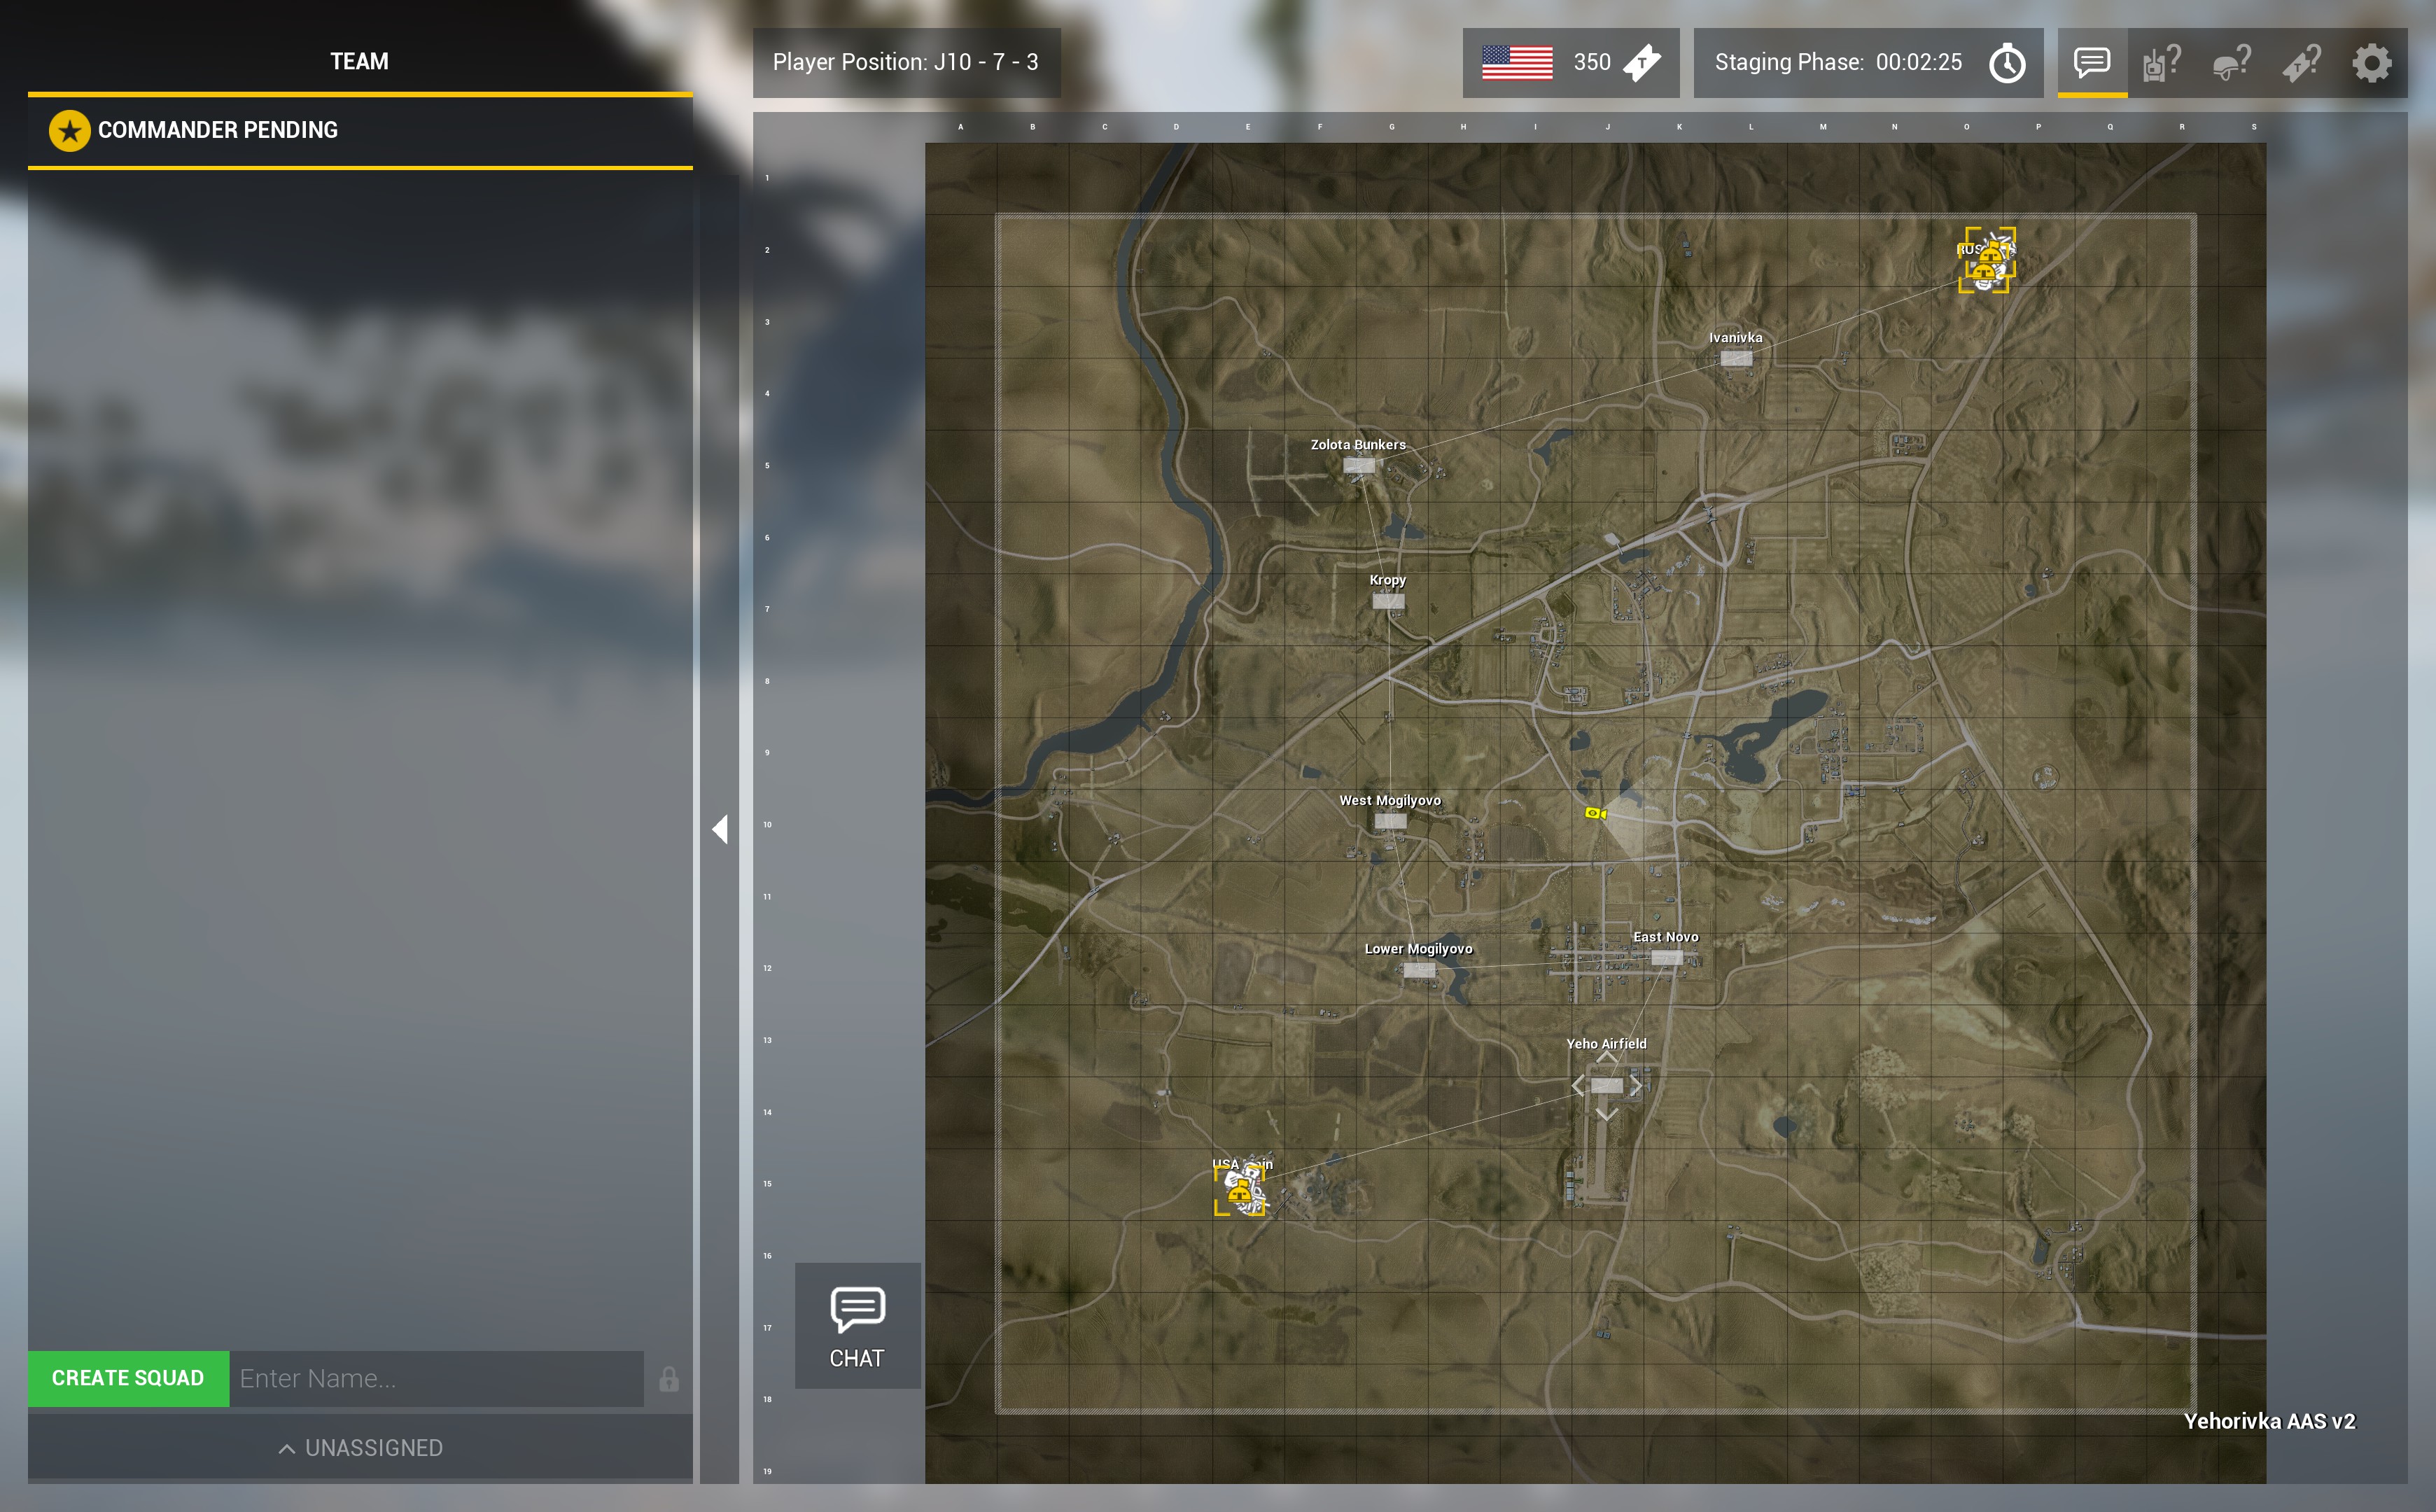 TEAM
COMMANDER PENDING
CREATE SQUAD
Enter Name...
UNASSIGNED
Player Position: J10 - 7 - 3
350
T
Staging Phase: 00:02:25
A B C D E F G H I J K L M N O P Q R S
1
2
3
4
5
6
7
8
9
10
11
12
13
14
15
16
17
18
19
Ivanivka
Zolota Bunkers
Kropy
West Mogilyovo
Lower Mogilyovo
East Novo
Yeho Airfield
USA
CHAT
Yehorivka AAS v2